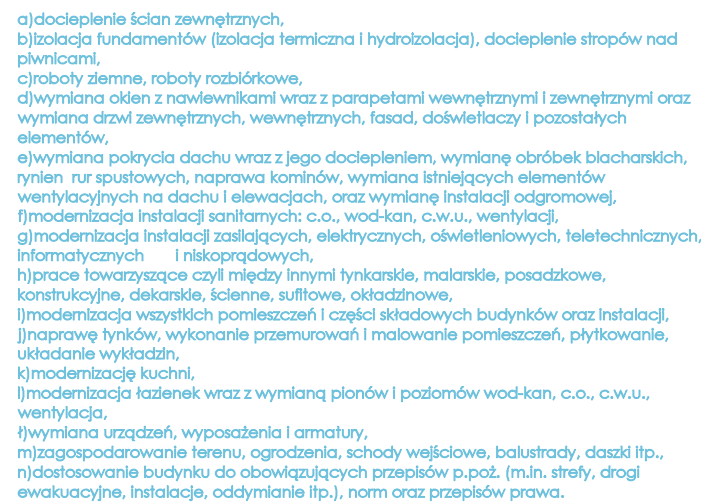 a)docieplenie ścian zewnętrznych,
b)izolacja fundamentów (izolacja termiczna i hydroizolacja), docieplenie stropów nad
piwnicami,
c)roboty ziemne, roboty rozbiórkowe,
d)wymiana okien z nawiewnikami wraz z parapetami wewnętrznymi i zewnętrznymi oraz
wymiana drzwi zewnętrznych, wewnętrznych, fasad, doświetlaczy i pozostałych
elementów,
e)wymiana pokrycia dachu wraz z jego dociepleniem, wymianę obróbek blacharskich,
rynien  rur spustowych, naprawa kominów, wymiana istniejących elementów
wentylacyjnych na dachu i elewacjach, oraz wymianę instalacji odgromowej,
f)modernizacja instalacji sanitarnych: c.o., wod-kan, c.w.u., wentylacji,
g)modernizacja instalacji zasilających, elektrycznych, oświetleniowych, teletechnicznych,
informatycznych      i niskoprądowych,
h)prace towarzyszące czyli między innymi tynkarskie, malarskie, posadzkowe,
konstrukcyjne, dekarskie, ścienne, sufitowe, okładzinowe,
i)modernizacja wszystkich pomieszczeń i części składowych budynków oraz instalacji,
j)naprawę tynków, wykonanie przemurowań i malowanie pomieszczeń, płytkowanie,
układanie wykładzin,
k)modernizację kuchni,
l)modernizacja łazienek wraz z wymianą pionów i poziomów wod-kan, c.o., c.w.u.,
wentylacja,
ł)wymiana urządzeń, wyposażenia i armatury,
m)zagospodarowanie terenu, ogrodzenia, schody wejściowe, balustrady, daszki itp.,
n)dostosowanie budynku do obowiązujących przepisów p.poż. (m.in. strefy, drogi
ewakuacyjne, instalacje, oddymianie itp.), norm oraz przepisów prawa.